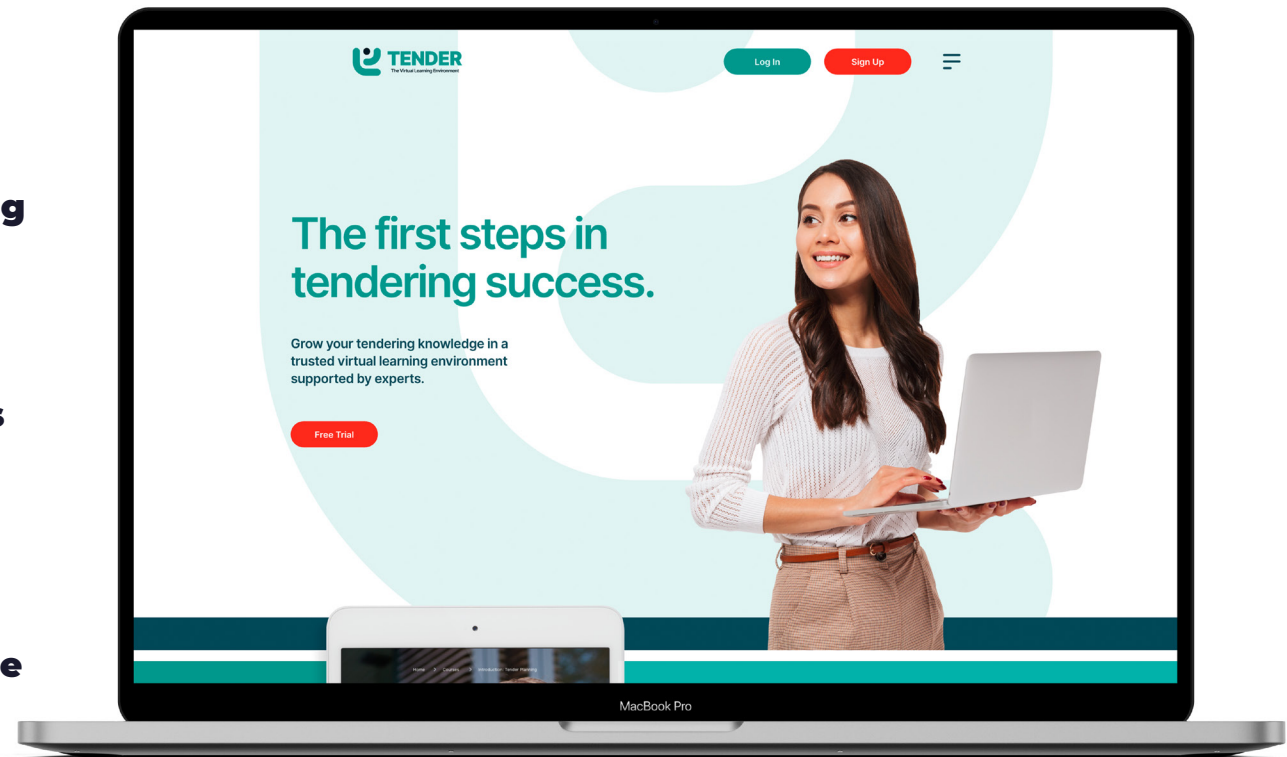 TENDER
The Virtual Learning Environment
Log In
Sign Up
g
The first steps in
tendering success.
Grow your tendering knowledge in a
trusted virtual learning environment
supported by experts.
s
Free Trial
e
Home > Courses > Introduction Tender Planning
MacBook Pro